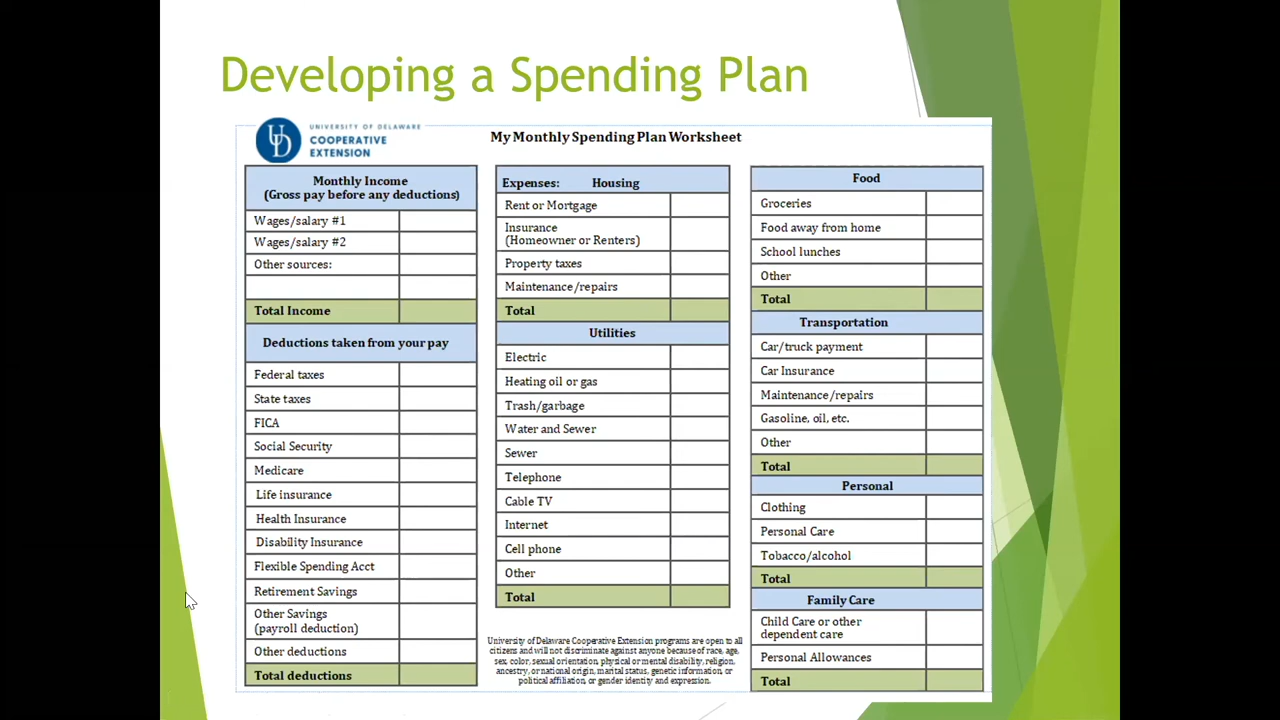 Developing a Spending Plan
UNIVERSITY OF DELAWARE
COOPERATIVE
EXTENSION
UD
My Monthly Spending Plan Worksheet
Monthly Income
(Gross pay before any deductions)
Wages/salary #1
Wages/salary #2
Other sources:
Total Income
Deductions taken from your pay
Federal taxes
State taxes
FICA
Social Security
Medicare
Life insurance
Health Insurance
Disability Insurance
Flexible Spending Acct
Retirement Savings
Other Savings
(payroll deduction)
Other deductions
Total deductions
Expenses: Housing
Rent or Mortgage
Insurance
(Homeowner or Renters)
Property taxes
Maintenance/repairs
Total
Utilities
Electric
Heating oil or gas
Trash/garbage
Water and Sewer
Sewer
Telephone
Cable TV
Internet
Cell phone
Other
Total
University of Delaware Cooperative Extension programs are open to all
citizens and will not discriminate against anyone because of race, age,
sex, color, sexual orientation, physical or mental disability, religion,
ancestry, or national origin, marital status, genetic information, or
political affiliation, or gender identity and expression.
Food
Groceries
Food away from home
School lunches
Other
Total
Transportation
Car/truck payment
Car Insurance
Maintenance/repairs
Gasoline, oil, etc.
Other
Total
Personal
Clothing
Personal Care
Tobacco/alcohol
Total
Family Care
Child Care or other
dependent care
Personal Allowances
Total